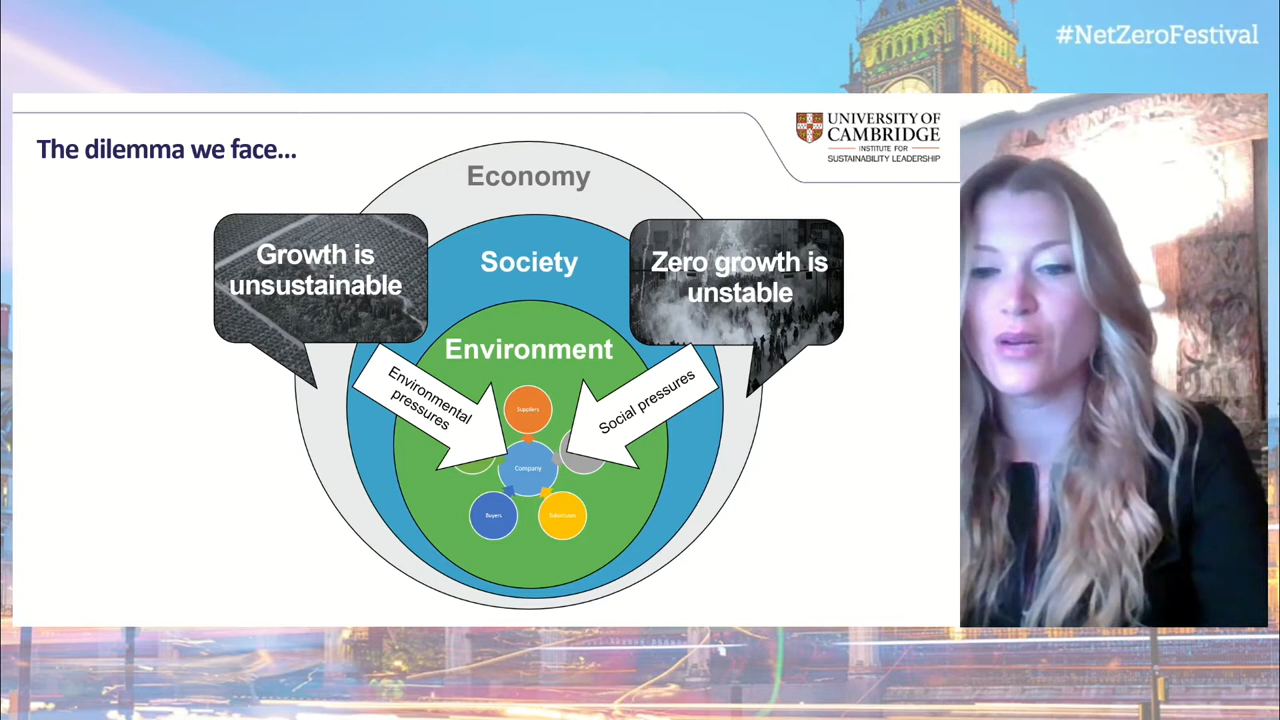 #NetZeroFestival
The dilemma we face...
UNIVERSITY OF
CAMBRIDGE
INSTITUTE FOR
SUSTAINABILITY LEADERSHIP
Economy
Growth is
unsustainable
Society
Zero growth is
unstable
Environment
Environmental
pressures
Social pressures
Suppliers
Company
Buyers
Substitutes